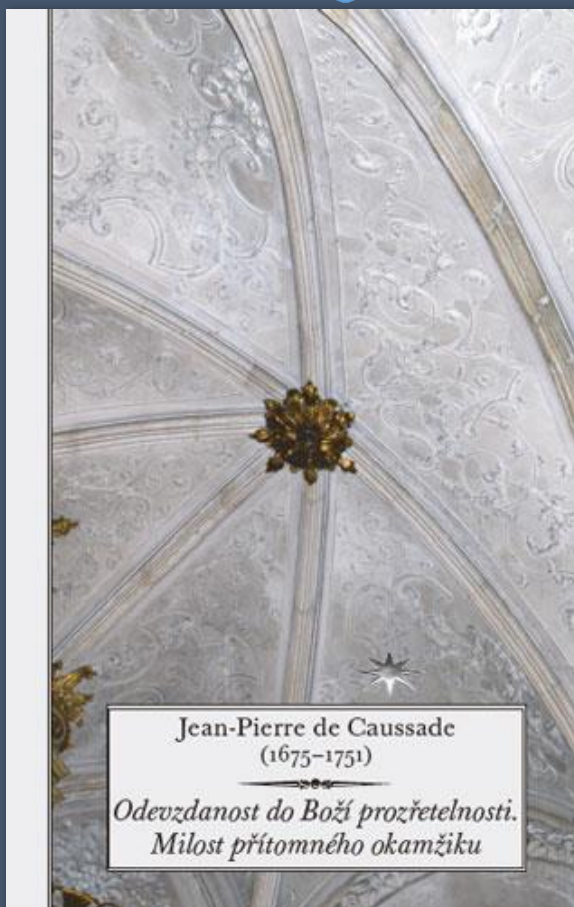 Jean-Pierre de Caussade
(1675–1751)
Odevzdanost do Boží prozřetelnosti.
Milost přítomného okamžiku